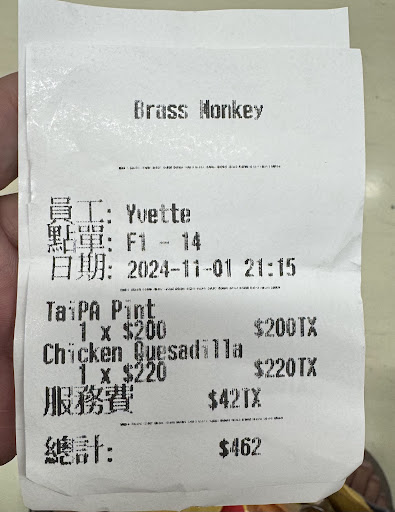 Brass Monkey
員工: Yvette
點單: F1 - 14
日期: 2024-11-01 21:15
TaiPA Pint
1 x $200 $200TX
Chicken Quesadilla
1 x $220 $220TX
服務費 $42TX
總計: $462